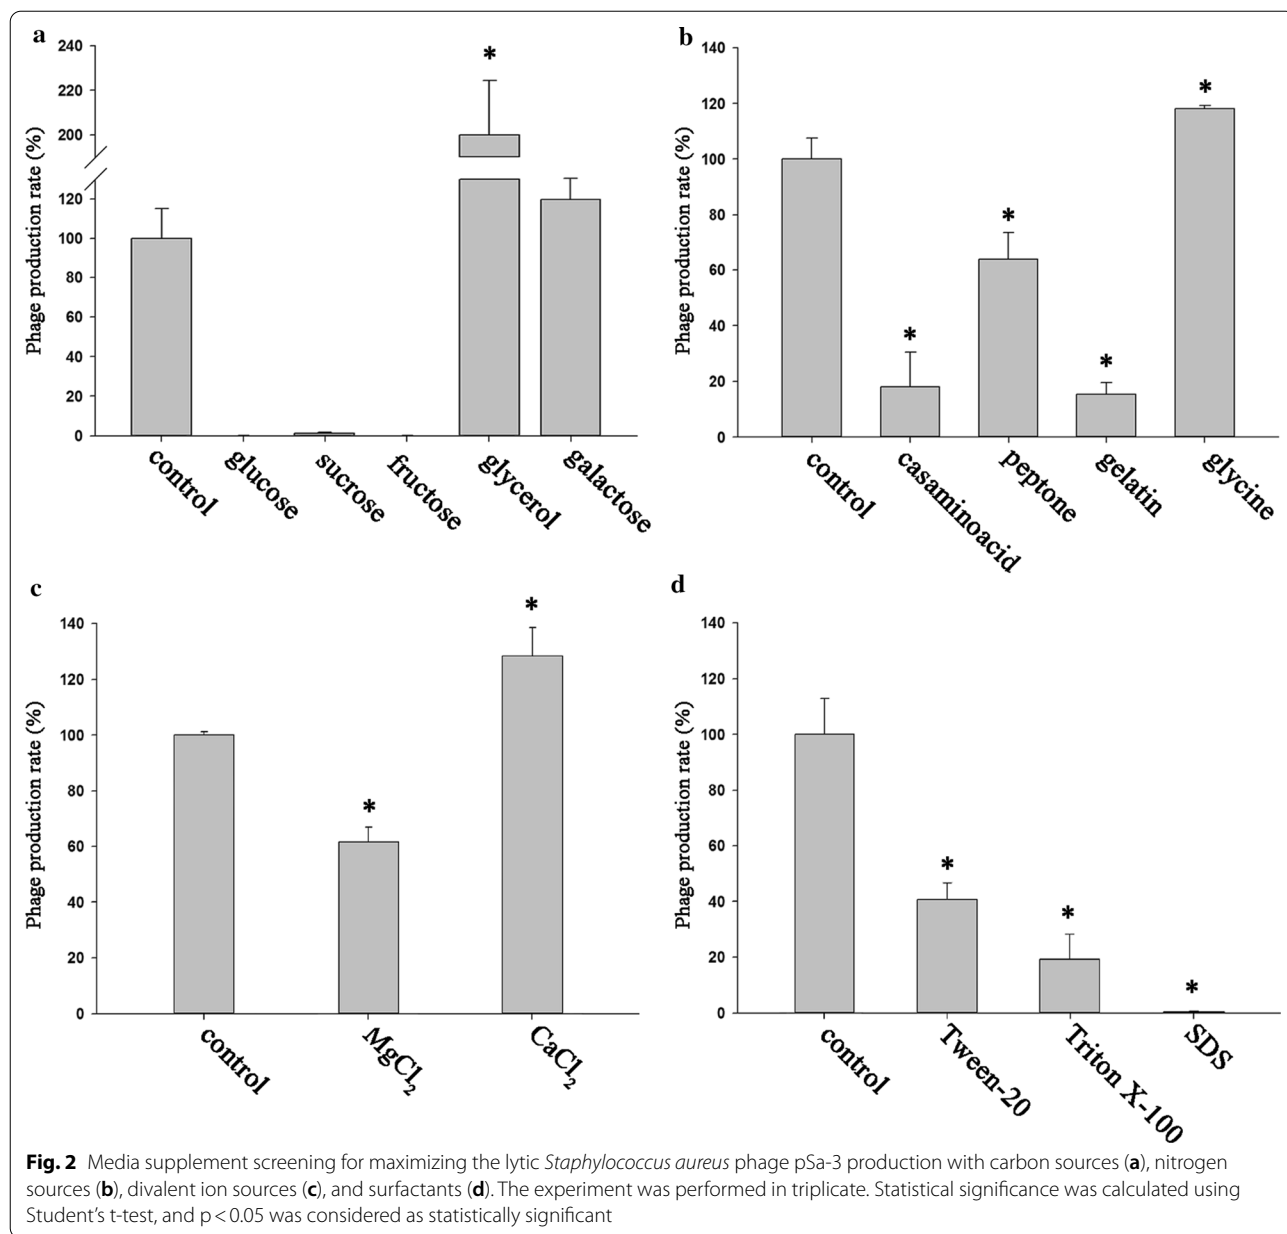 a
Phage production rate (%)
240
220
200
120
100
80
60
40
20
0
*
control
glucose
sucrose
fructose
glycerol
galactose
b
Phage production rate (%)
140
120
100
80
60
40
20
0
*
*
*
*
control
casaminoacid
peptone
gelatin
glycine
c
Phage production rate (%)
140
120
100
80
60
40
20
0
*
*
control
MgCl₂
CaCl₂
d
Phage production rate (%)
140
120
100
80
60
40
20
0
*
*
*
control
Tween-20
Triton X-100
SDS
Fig. 2 Media supplement screening for maximizing the lytic Staphylococcus aureus phage pSa-3 production with carbon sources (a), nitrogen
sources (b), divalent ion sources (c), and surfactants (d). The experiment was performed in triplicate. Statistical significance was calculated using
Student's t-test, and p < 0.05 was considered as statistically significant